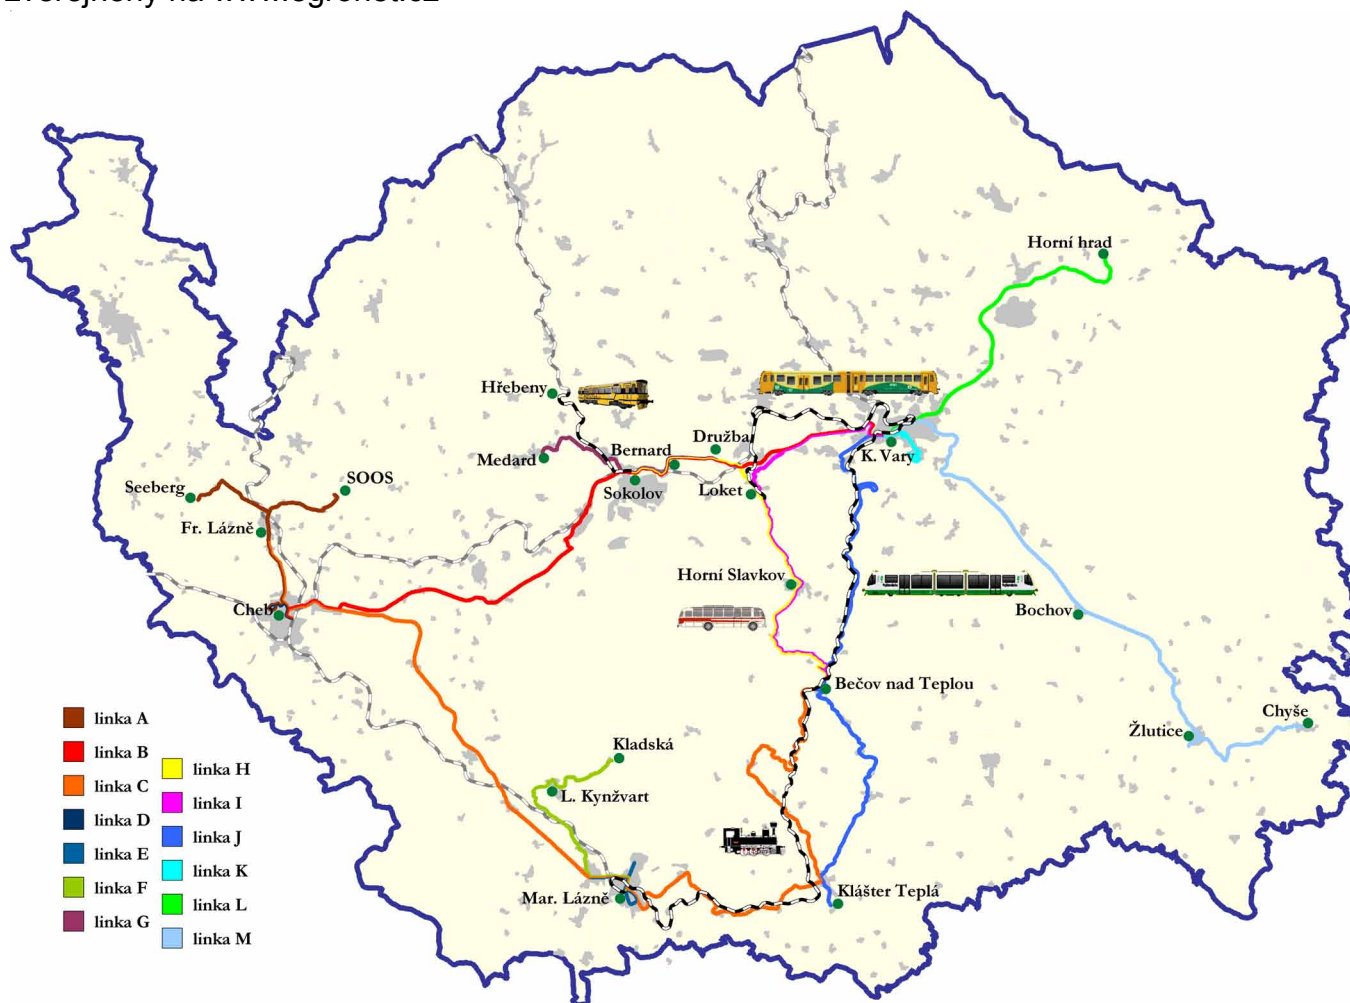 Horní hrad
Hřebeny
Družba
Bernard
K. Vary
Medard
SOOS
Seeberg
Sokolov
Loket
Fr. Lázně
Horní Slavkov
Cheb
Bochov
Bečov nad Teplou
Chyše
Žlutice
Kladská
L. Kynžvart
Klášter Teplá
Mar. Lázně
linka A
linka B
linka C
linka D
linka E
linka F
linka G
linka H
linka I
linka J
linka K
linka L
linka M